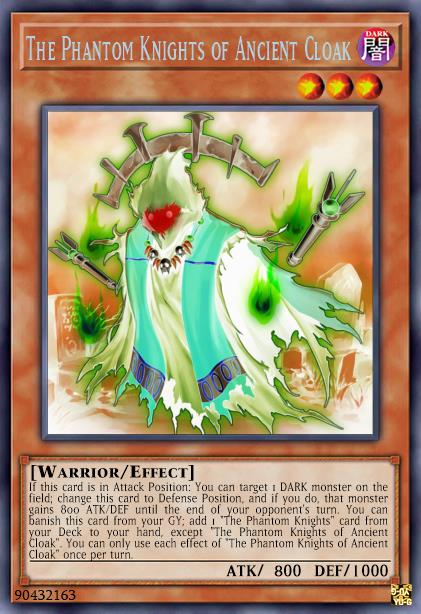 The Phantom Knights of Ancient Cloak
DARK
闇
[Warrior/Effect]
If this card is in Attack Position: You can target 1 DARK monster on the
field; change this card to Defense Position, and if you do, that monster
gains 800 ATK/DEF until the end of your opponent's turn. You can
banish this card from your GY; add 1 "The Phantom Knights" card from
your Deck to your hand, except "The Phantom Knights of Ancient
Cloak". You can only use each effect of "The Phantom Knights of Ancient
Cloak" once per turn.
ATK/ 800 DEF/1000
90432163